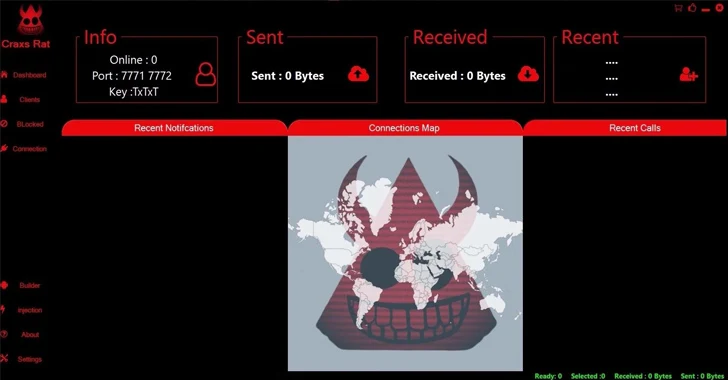 Craxs Rat
Dashboard
Clients
BLocked
Connection
Builder
Injection
About
Settings
Info
Online : 0
Port : 7771 7772
Key :TxTxT
Sent
Sent : 0 Bytes
Received
Received : 0 Bytes
Recent
....
....
....
Recent Notifcations
Connections Map
Recent Calls
Ready: 0 Selected :0 Received : 0 Bytes Sent : 0 Bytes